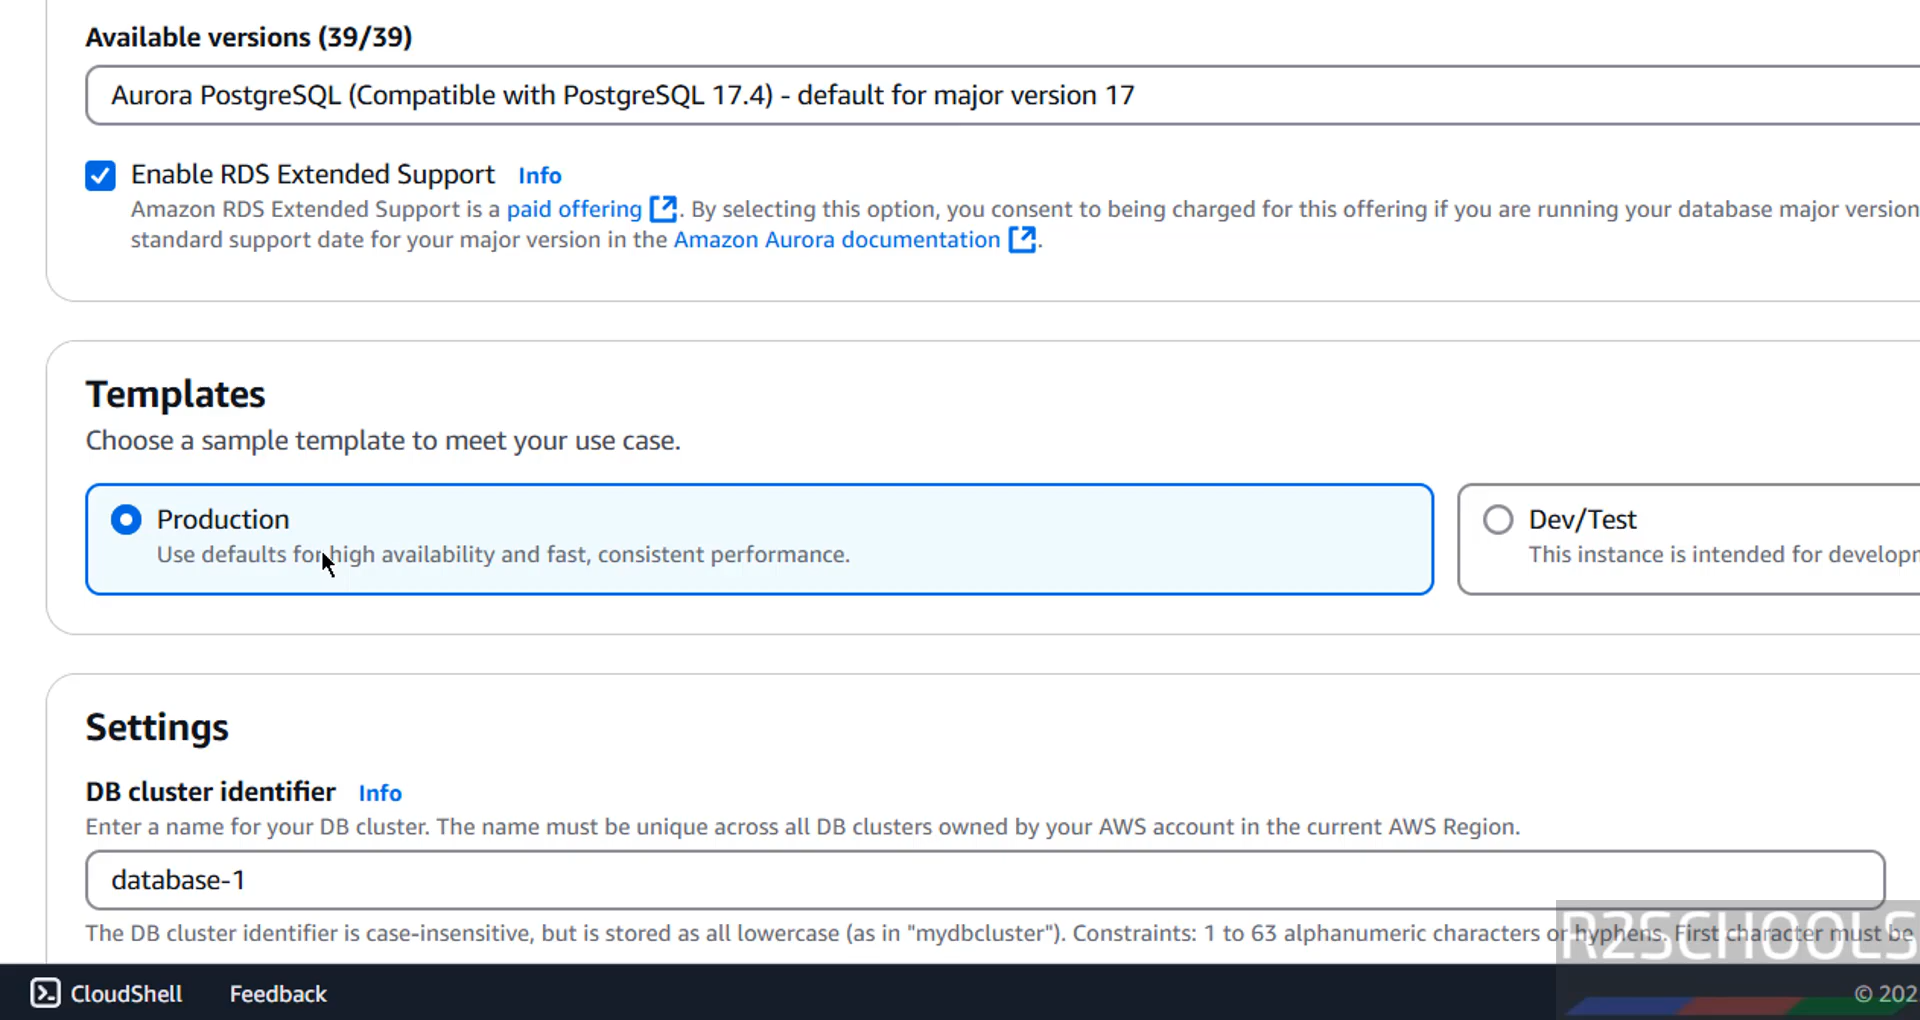 Available versions (39/39)
Aurora PostgreSQL (Compatible with PostgreSQL 17.4) - default for major version 17
Enable RDS Extended Support Info
Amazon RDS Extended Support is a paid offering. By selecting this option, you consent to being charged for this offering if you are running your database major version
standard support date for your major version in the Amazon Aurora documentation.
Templates
Choose a sample template to meet your use case.
Production
Use defaults for high availability and fast, consistent performance.
Dev/Test
This instance is intended for develop
Settings
DB cluster identifier Info
Enter a name for your DB cluster. The name must be unique across all DB clusters owned by your AWS account in the current AWS Region.
database-1
The DB cluster identifier is case-insensitive, but is stored as all lowercase (as in "mydbcluster"). Constraints: 1 to 63 alphanumeric characters or hyphens. First character must be
R2SCHOOLS
CloudShell
Feedback
© 202